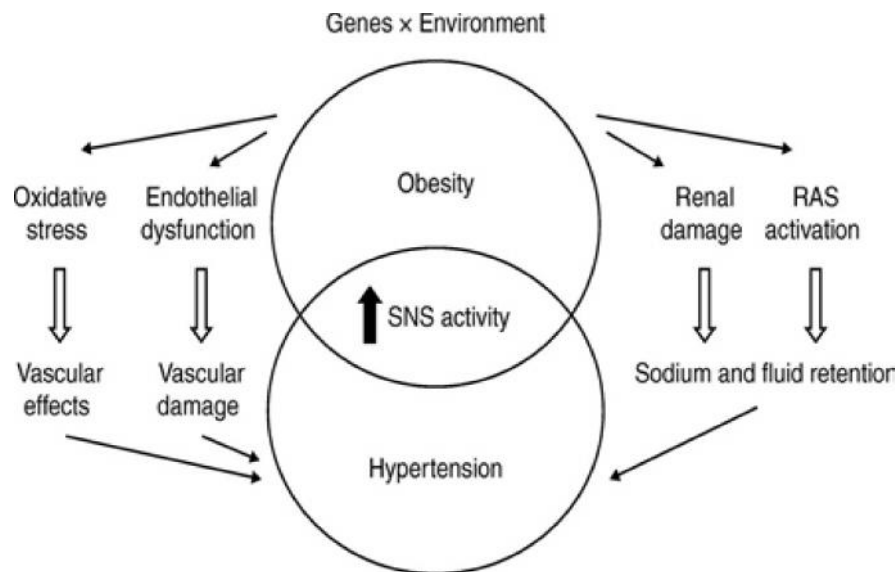 Genes × Environment
Obesity
Oxidative
stress
Endothelial
dysfunction
Renal
damage
RAS
activation
SNS activity
Vascular
effects
Vascular
damage
Sodium and fluid retention
Hypertension